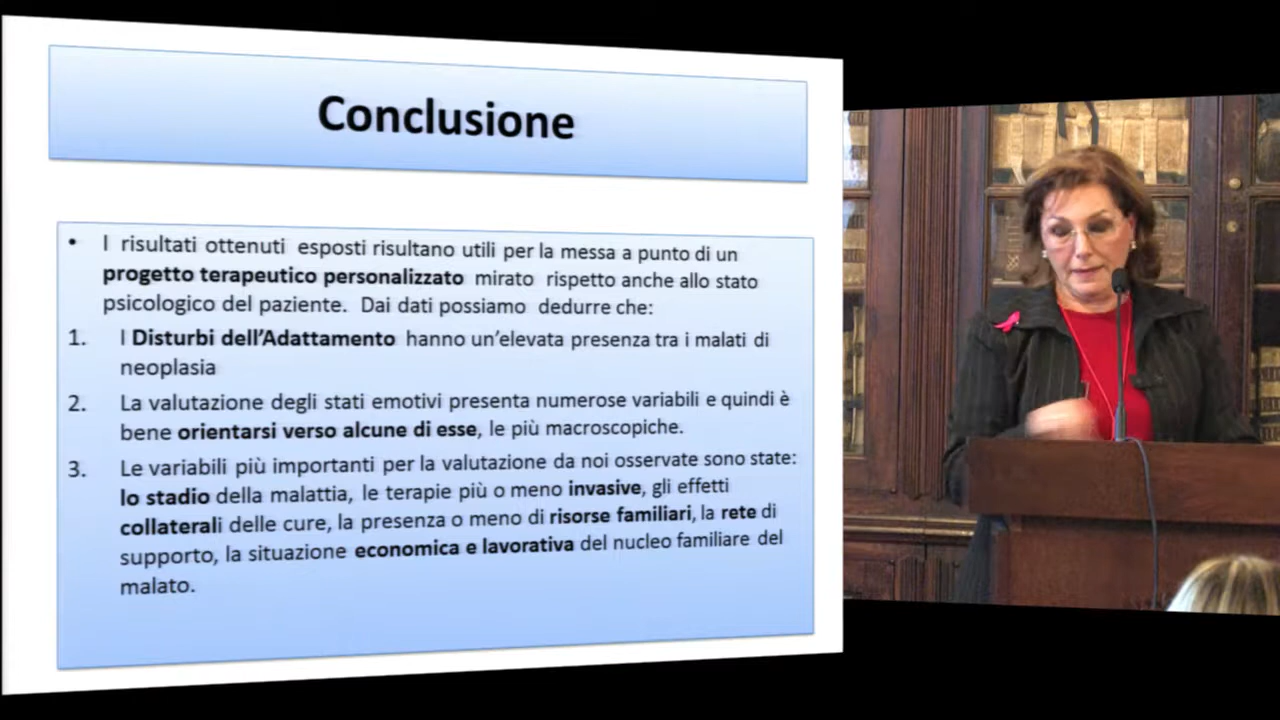 Conclusione
• I risultati ottenuti esposti risultano utili per la messa a punto di un
progetto terapeutico personalizzato mirato rispetto anche allo stato
psicologico del paziente. Dai dati possiamo dedurre che:
1. I Disturbi dell'Adattamento hanno un'elevata presenza tra i malati di
neoplasia
2. La valutazione degli stati emotivi presenta numerose variabili e quindi è
bene orientarsi verso alcune di esse, le più macroscopiche.
3. Le variabili più importanti per la valutazione da noi osservate sono state:
lo stadio della malattia, le terapie più o meno invasive, gli effetti
collaterali delle cure, la presenza o meno di risorse familiari, la rete di
supporto, la situazione economica e lavorativa del nucleo familiare del
malato.